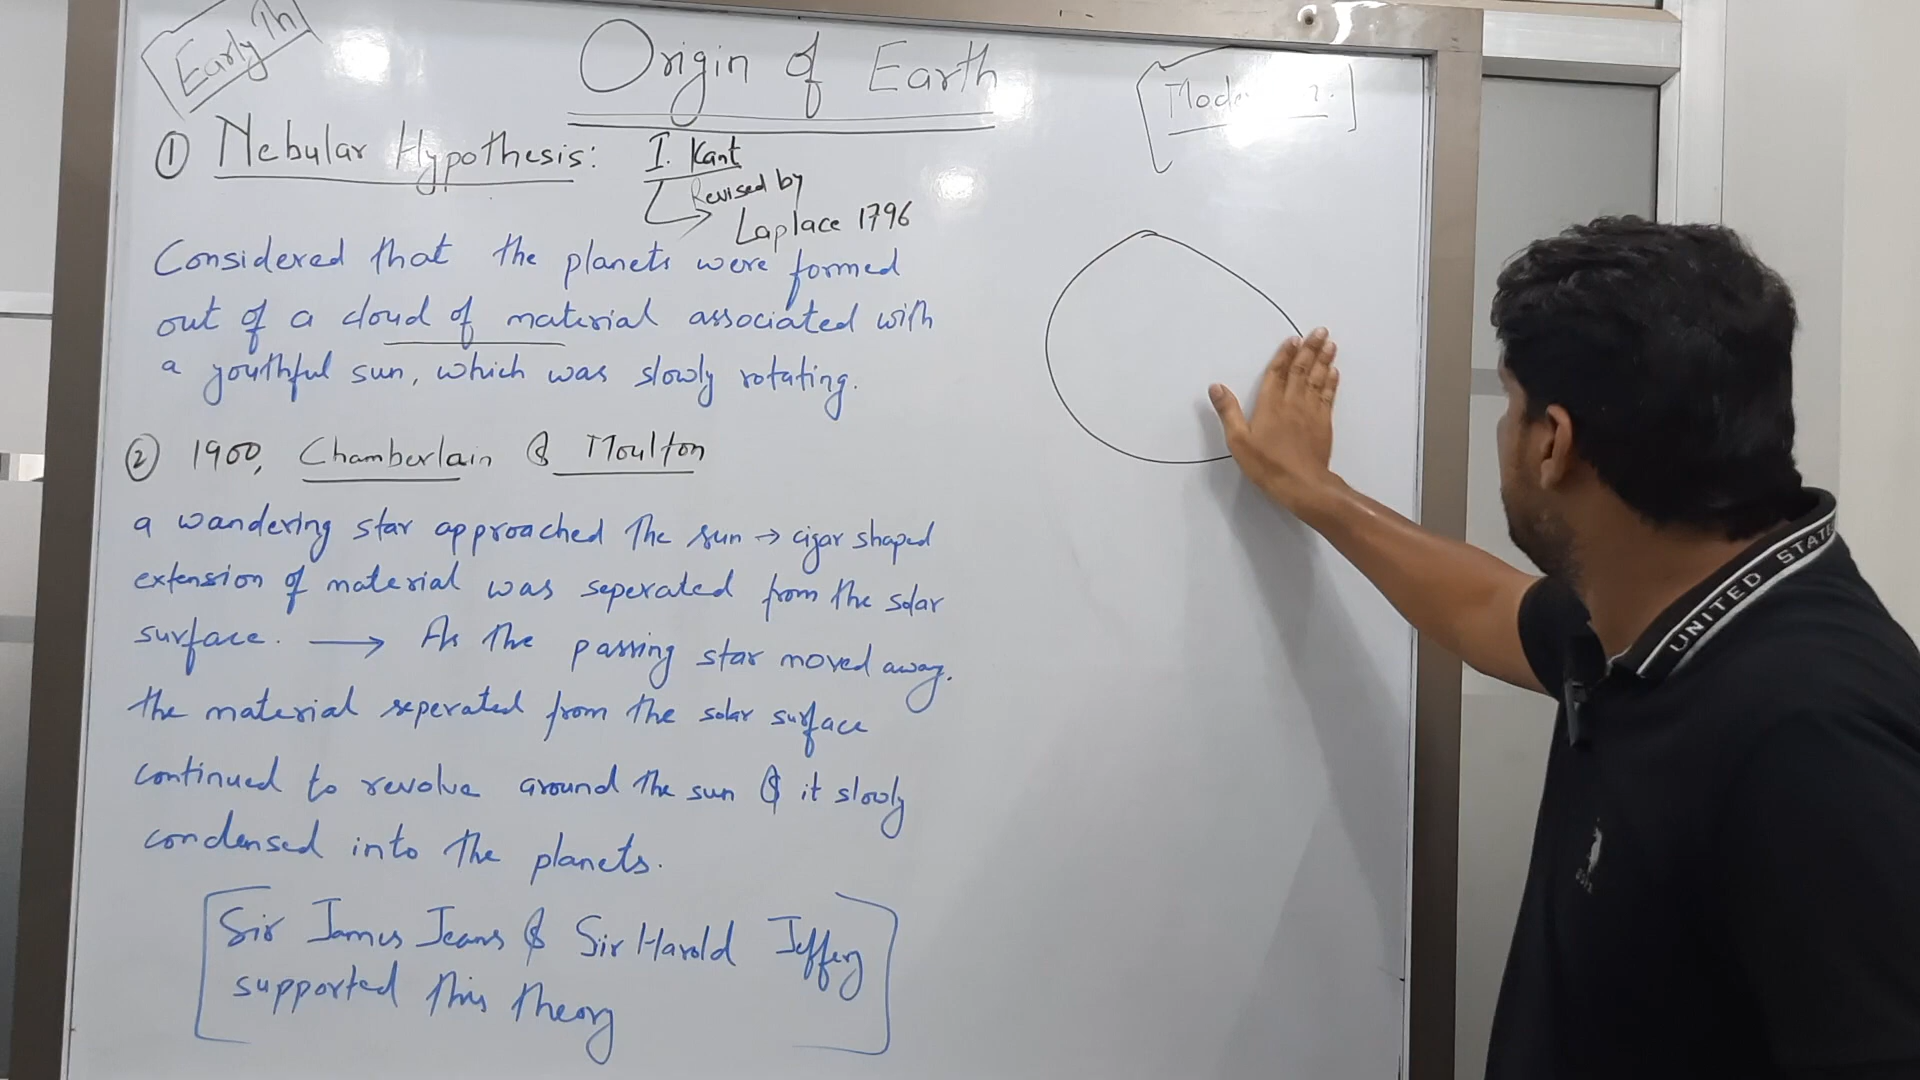 Early Th
Origin of Earth
① Nebular Hypothesis: I. Kant
Revised by
Laplace 1796
Considered that the planets were formed
out of a cloud of material associated with
a youthful sun, which was slowly rotating.
② 1900, Chamberlain & Moulton
a wandering star approached the sun → cigar shaped
extension of material was seperated from the solar
surface. → As the passing star moved away.
the material seperated from the solar surface
continued to revolve around the sun & it slowly
condensed into the planets.
Sir James Jeans & Sir Harold Jeffery
supported this theory
UNITED STATE